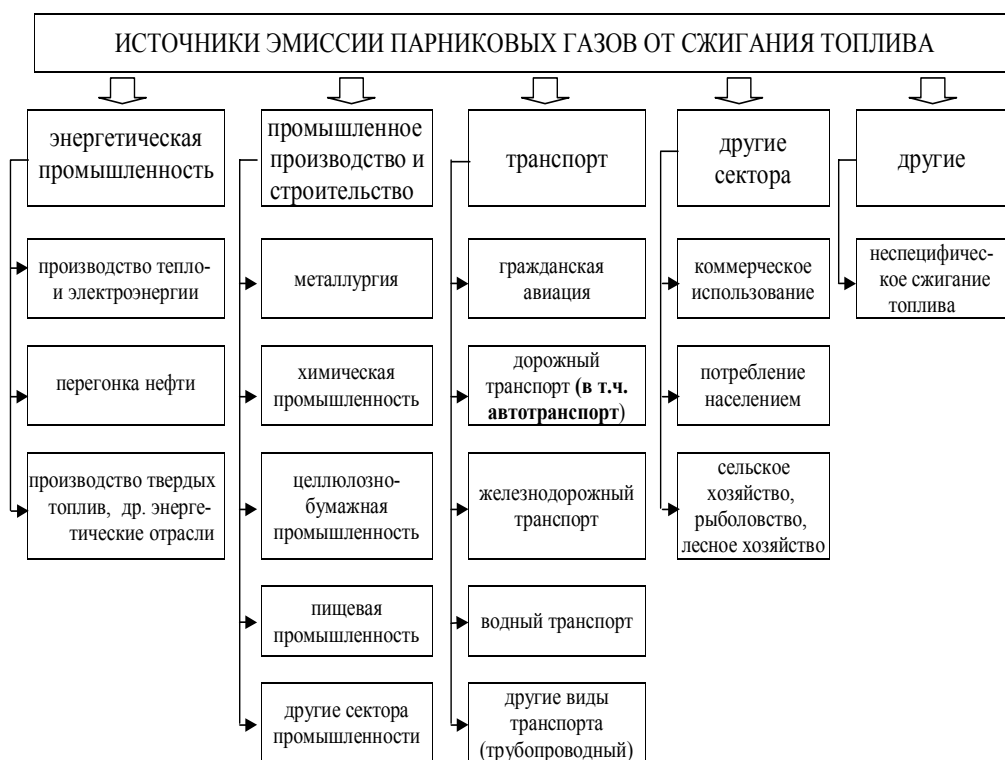 ИСТОЧНИКИ ЭМИССИИ ПАРНИКОВЫХ ГАЗОВ ОТ СЖИГАНИЯ ТОПЛИВА
энергетическая
промышленность
производство тепло-
и электроэнергии
перегонка нефти
производство твердых
топлив, др. энерге-
тические отрасли
промышленное
производство и
строительство
металлургия
химическая
промышленность
целлюлозно-
бумажная
промышленность
пищевая
промышленность
другие сектора
промышленности
транспорт
гражданская
авиация
дорожный
транспорт (в т.ч.
автотранспорт)
железнодорожный
транспорт
водный транспорт
другие виды
транспорта
(трубопроводный)
другие
сектора
коммерческое
использование
потребление
населением
сельское
хозяйство,
рыболовство,
лесное хозяйство
другие
неспецифичес-
кое сжигание
топлива